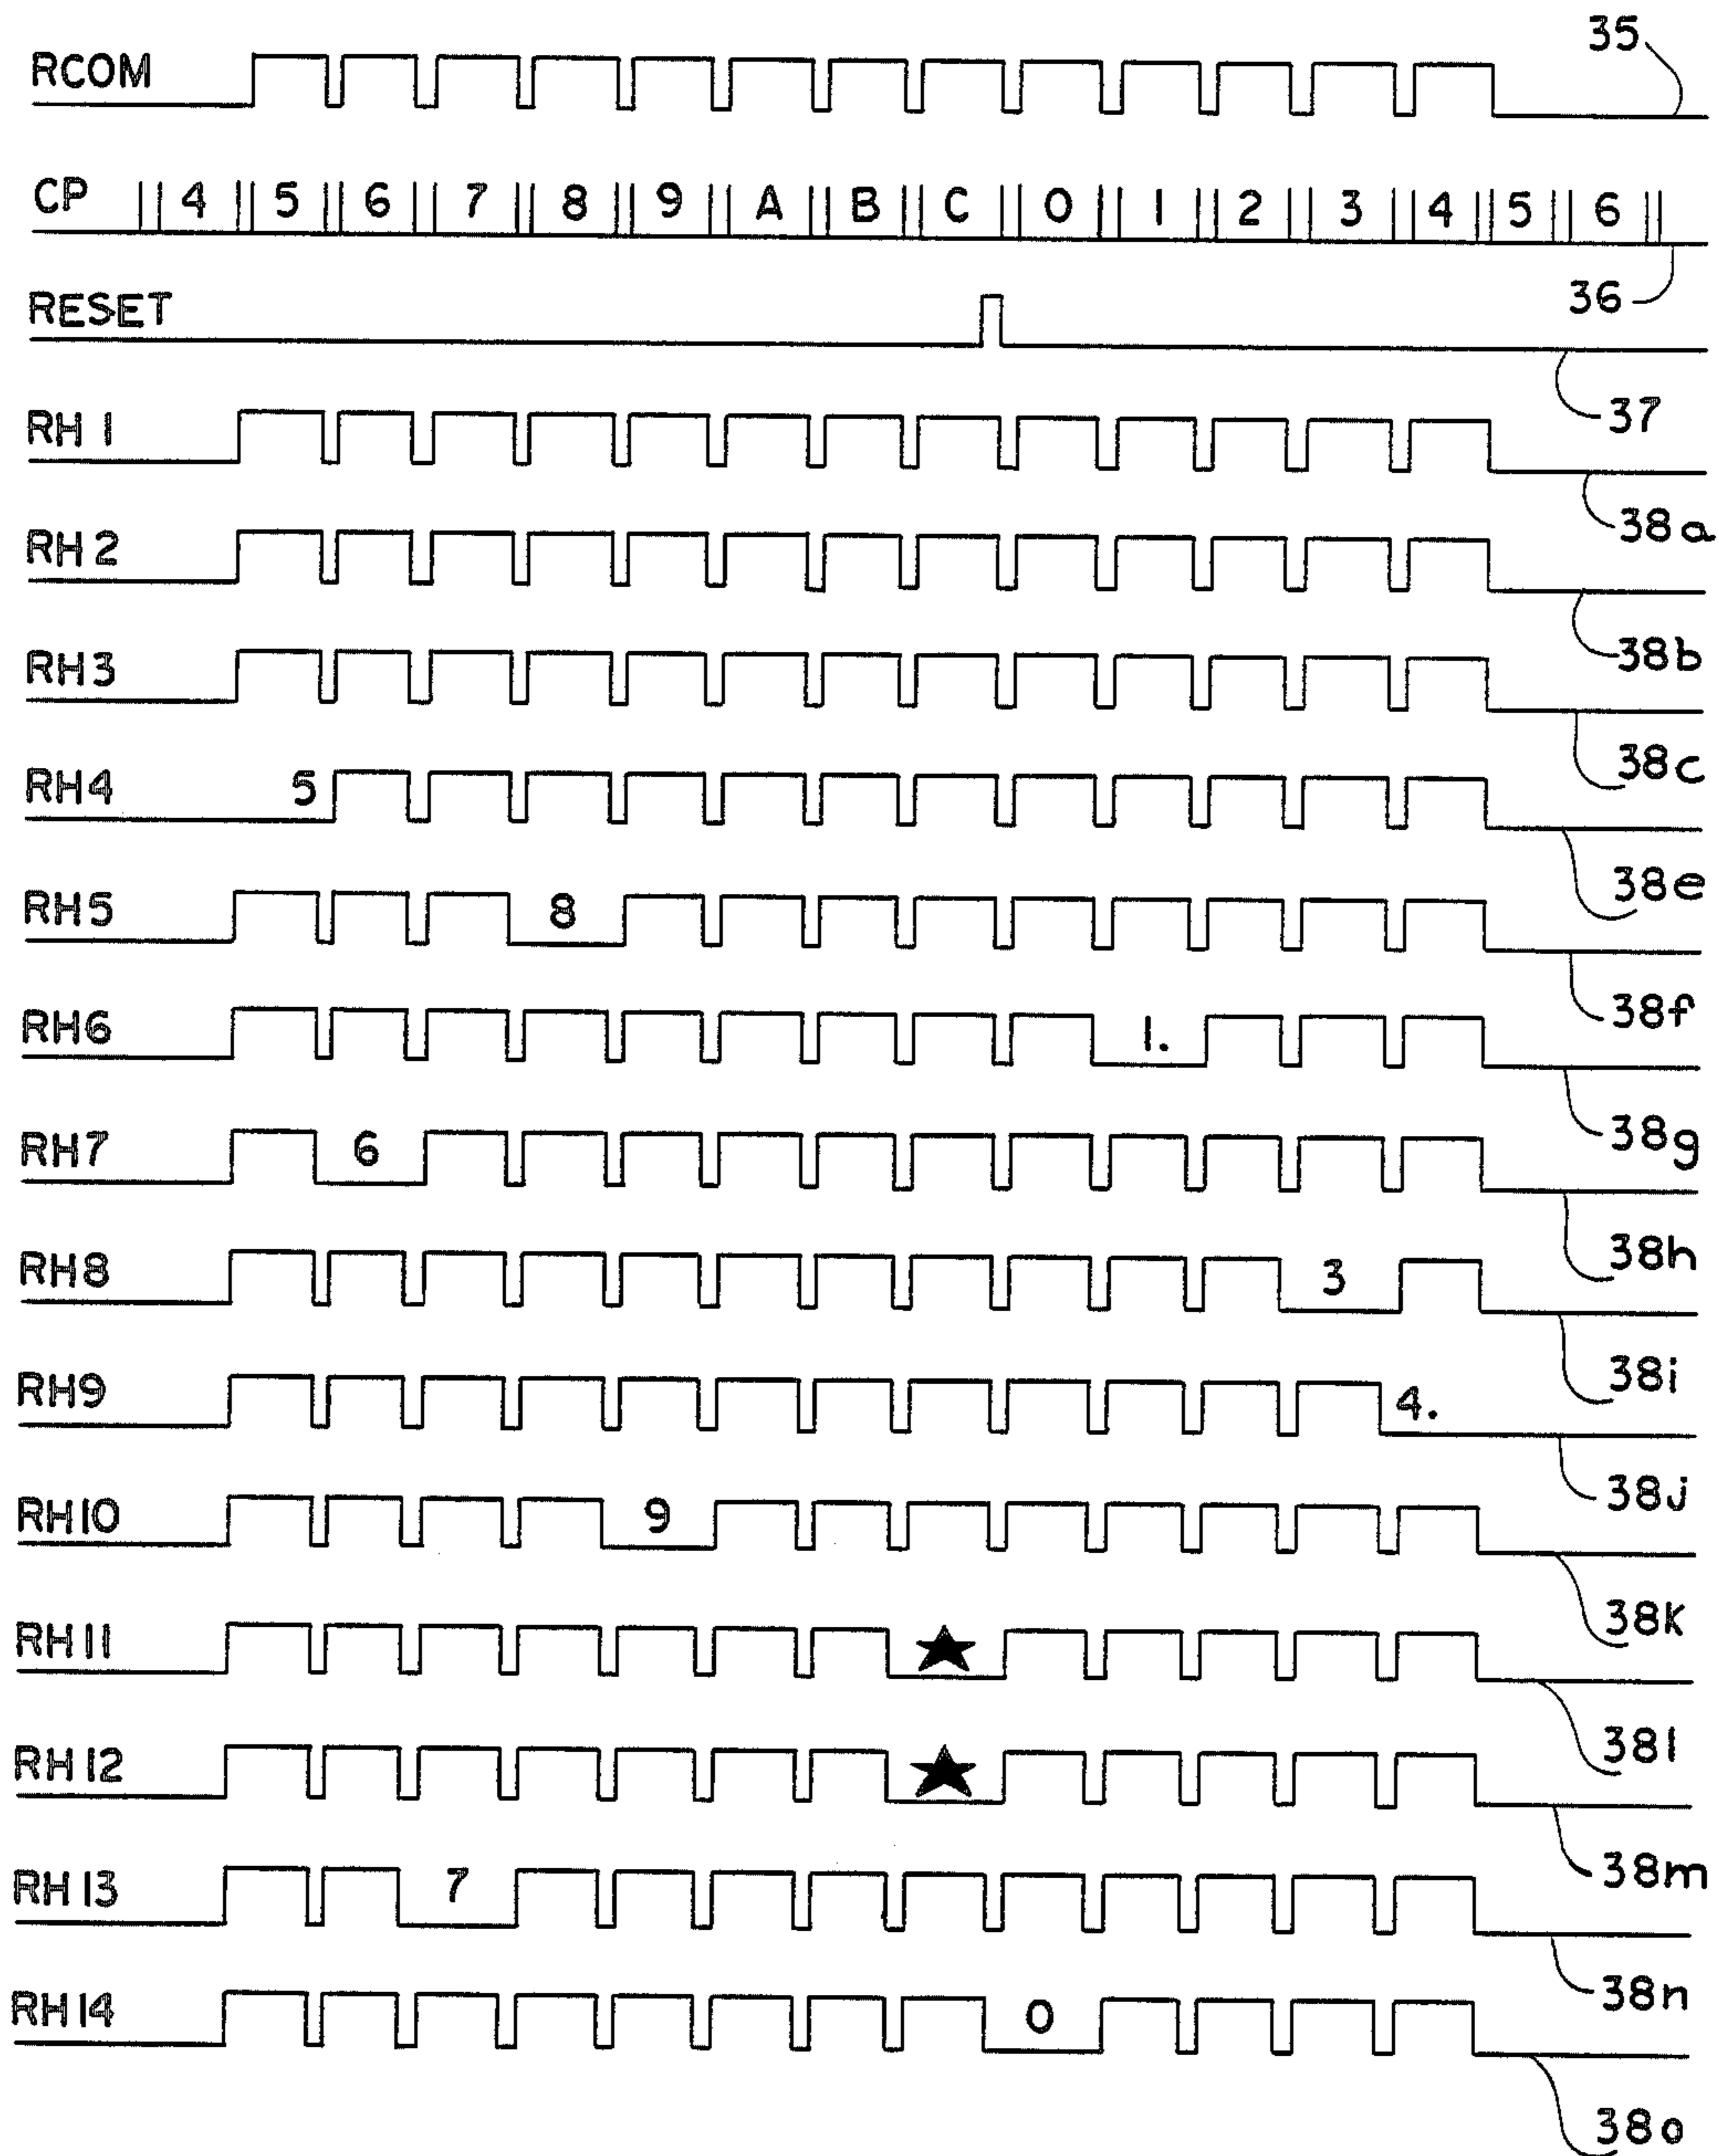 RCOM 35
CP 4 5 6 7 8 9 A B C 0 1 2 3 4 5 6
36
RESET
37
RH 1
38a
RH 2
38b
RH3
38c
RH4 5
38e
RH5 8
38f
RH6 1.
38g
RH7 6
38h
RH8 3
38i
RH9 4.
38j
RH10 9
38k
RH11 ★
38l
RH12 ★
38m
RH13 7
38n
RH14 0
38o